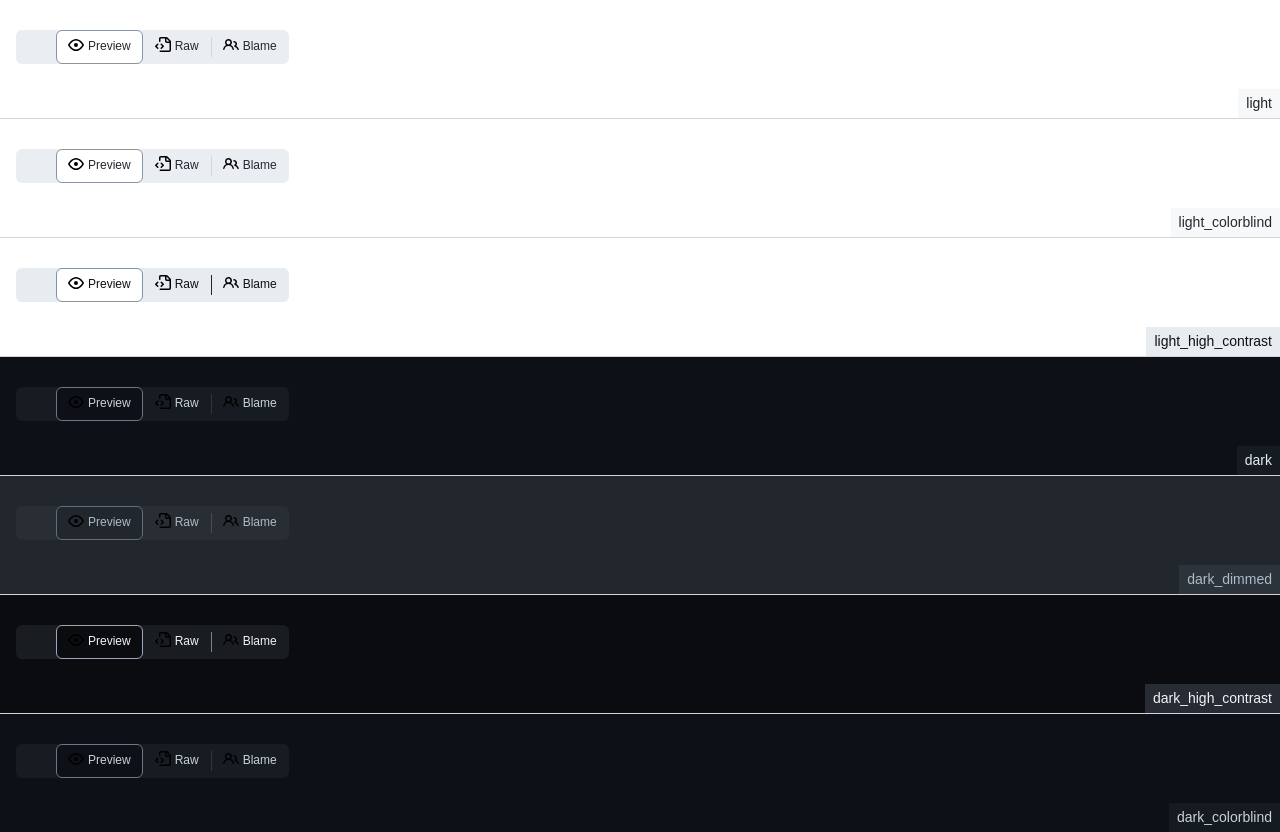 Preview Raw Blame
light
Preview Raw Blame
light_colorblind
Preview Raw Blame
light_high_contrast
Preview Raw Blame
dark
Preview Raw Blame
dark_dimmed
Preview Raw Blame
dark_high_contrast
Preview Raw Blame
dark_colorblind